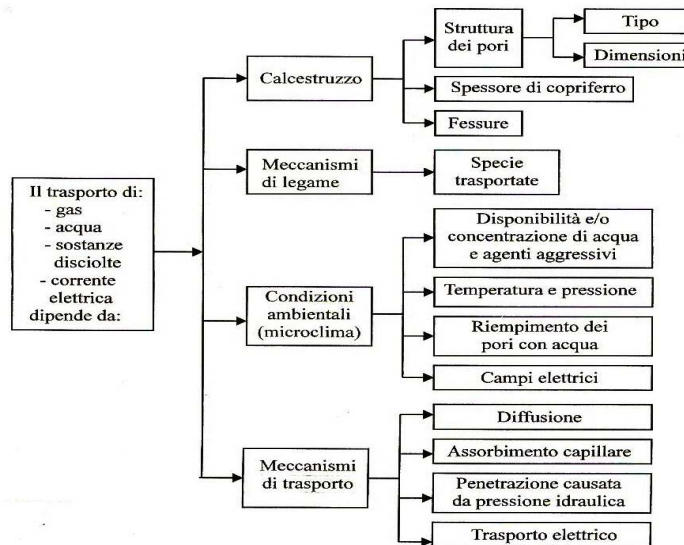 Il trasporto di:
- gas
- acqua
- sostanze
disciolte
- corrente
elettrica
dipende da:
Calcestruzzo
Struttura
dei pori
Tipo
Dimensioni
Spessore di copriferro
Fessure
Meccanismi
di legame
Specie
trasportate
Condizioni
ambientali
(microclima)
Disponibilità e/o
concentrazione di acqua
e agenti aggressivi
Temperatura e pressione
Riempimento dei
pori con acqua
Campi elettrici
Meccanismi
di trasporto
Diffusione
Assorbimento capillare
Penetrazione causata
da pressione idraulica
Trasporto elettrico